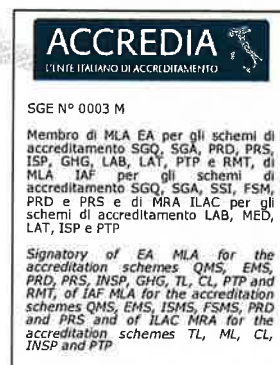 ACCREDIA
L'ENTE ITALIANO DI ACCREDITAMENTO
SGE N° 0003 M
Membro di MLA EA per gli schemi di
accreditamento SGQ, SGA, PRD, PRS,
ISP, GHG, LAB, LAT, PTP e RMT, di
MLA IAF per gli schemi di
accreditamento SGQ, SGA, SSI, FSM,
PRD e PRS e di MRA ILAC per gli
schemi di accreditamento LAB, MED,
LAT, ISP e PTP
Signatory of EA MLA for the
accreditation schemes QMS, EMS,
PRD, PRS, INSP, GHG, TL, CL, PTP and
RMT, of IAF MLA for the accreditation
schemes QMS, EMS, ISMS, FSMS, PRD
and PRS and of ILAC MRA for the
accreditation schemes TL, ML, CL,
INSP and PTP